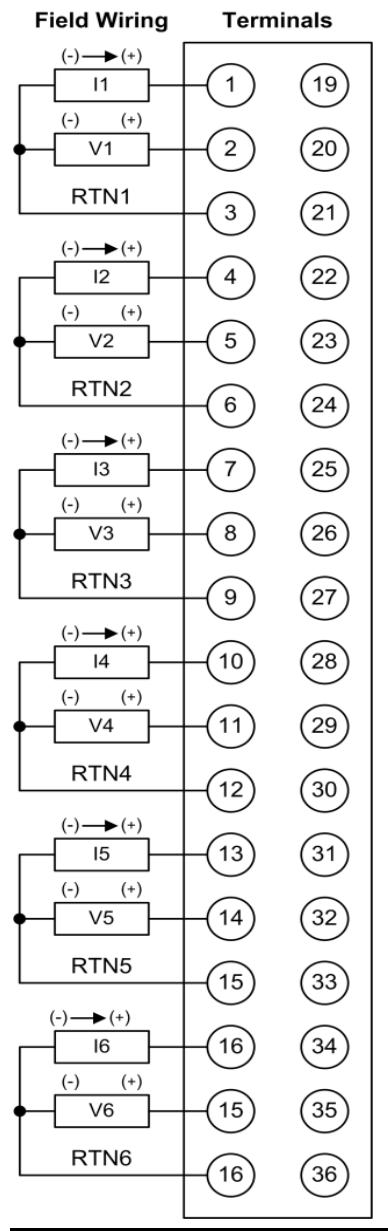 Field Wiring Terminals
(-) (+)
I1 1 19
(-) (+)
V1 2 20
RTN1 3 21
(-) (+)
I2 4 22
(-) (+)
V2 5 23
RTN2 6 24
(-) (+)
I3 7 25
(-) (+)
V3 8 26
RTN3 9 27
(-) (+)
I4 10 28
(-) (+)
V4 11 29
RTN4 12 30
(-) (+)
I5 13 31
(-) (+)
V5 14 32
RTN5 15 33
(-) (+)
I6 16 34
(-) (+)
V6 15 35
RTN6 16 36